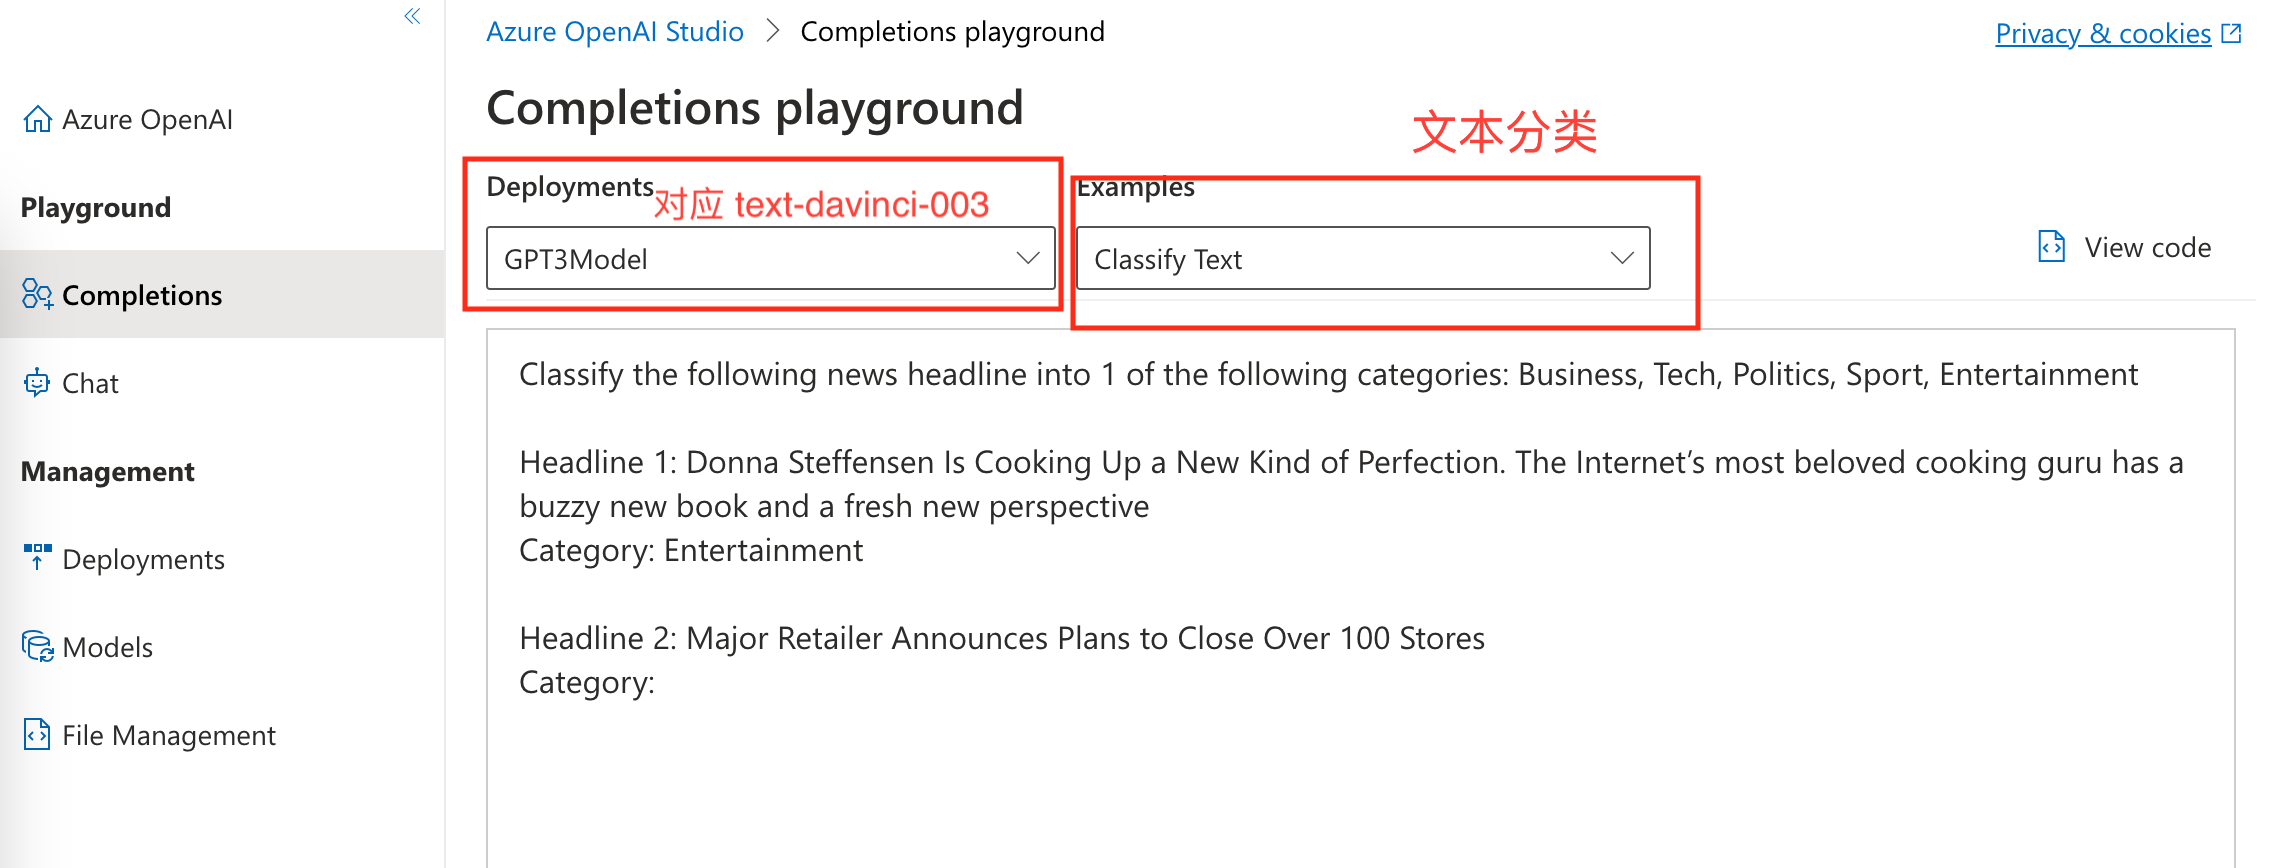 «
Azure OpenAI
Playground
Completions
Chat
Management
Deployments
Models
File Management
Azure OpenAI Studio > Completions playground
Privacy & cookies
Completions playground
文本分类
Deployments
对应 text-davinci-003
Examples
GPT3Model
Classify Text
View code
Classify the following news headline into 1 of the following categories: Business, Tech, Politics, Sport, Entertainment
Headline 1: Donna Steffensen Is Cooking Up a New Kind of Perfection. The Internet’s most beloved cooking guru has a
buzzy new book and a fresh new perspective
Category: Entertainment
Headline 2: Major Retailer Announces Plans to Close Over 100 Stores
Category: